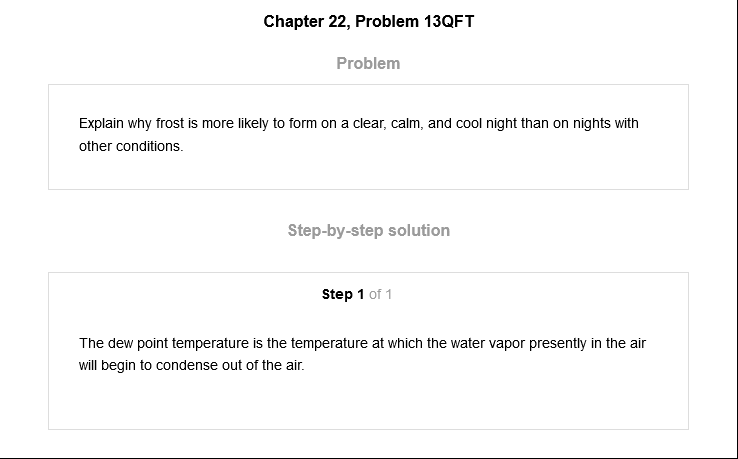 Chapter 22, Problem 13QFT
Problem
Explain why frost is more likely to form on a clear, calm, and cool night than on nights with
other conditions.
Step-by-step solution
Step 1 of 1
The dew point temperature is the temperature at which the water vapor presently in the air
will begin to condense out of the air.